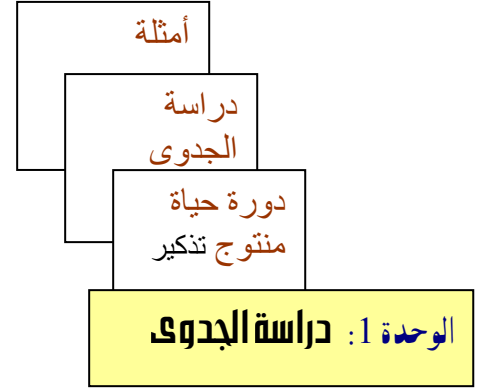 أمثلة
دراسة
الجدوى
دورة حياة
منتوج تذكير
الوحدة 1: دراسة الجدوى